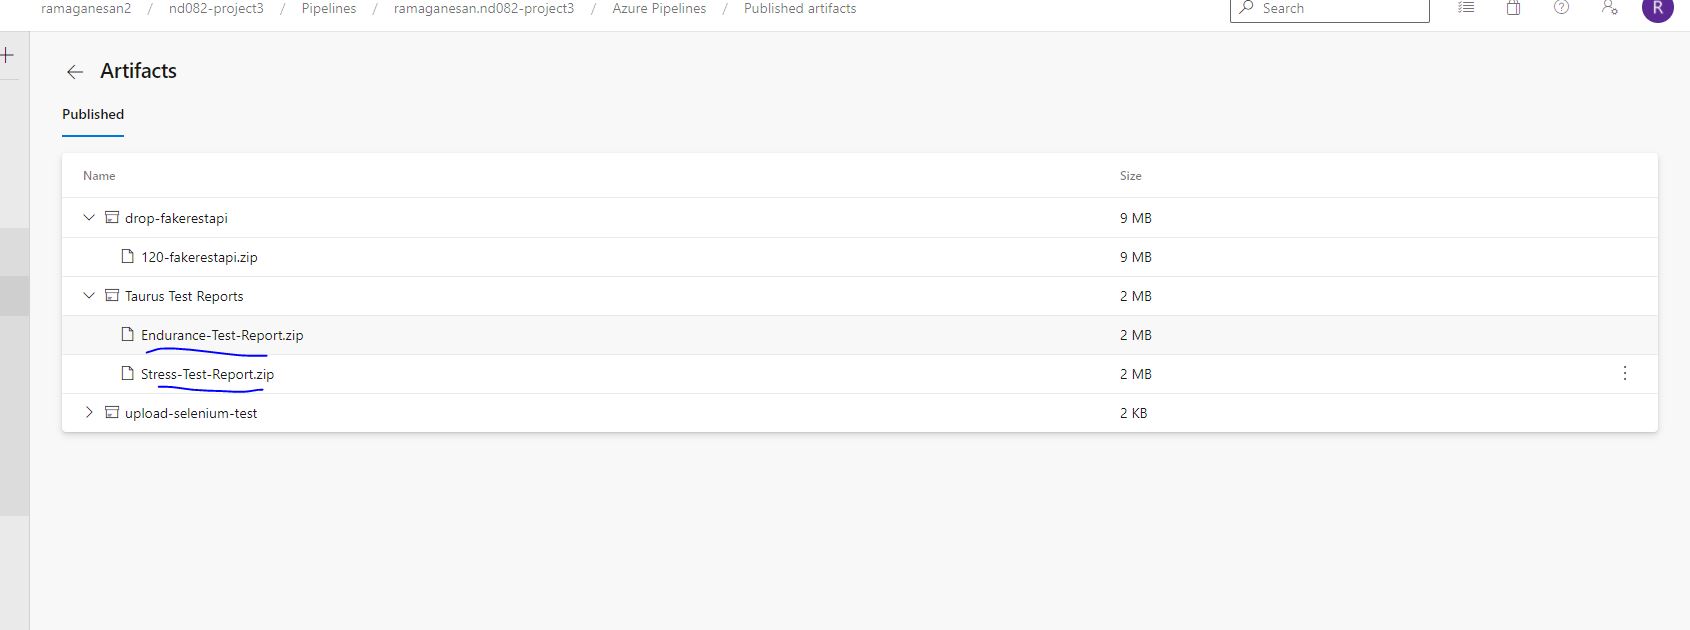 ramaganesan2 / nd082-project3 / Pipelines / ramaganesan.nd082-project3 / Azure Pipelines / Published artifacts Search R
Artifacts
Published
Name Size
drop-fakerestapi 9 MB
120-fakerestapi.zip 9 MB
Taurus Test Reports 2 MB
Endurance-Test-Report.zip 2 MB
Stress-Test-Report.zip 2 MB
upload-selenium-test 2 KB